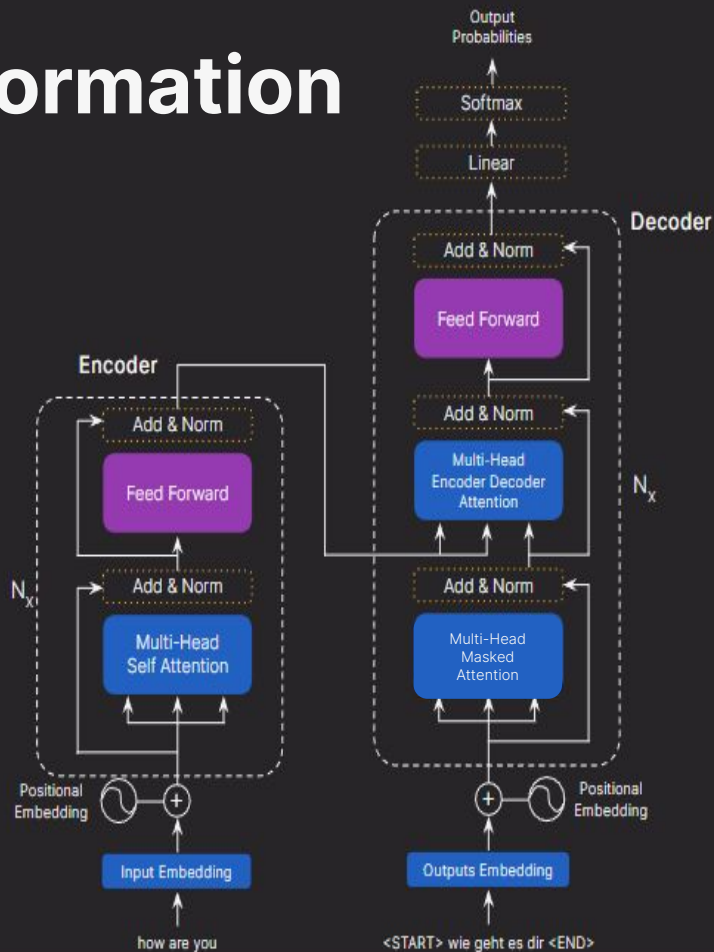 ormation
Output
Probabilities
Softmax
Linear
Decoder
Add & Norm
Feed Forward
Add & Norm
Multi-Head
Encoder Decoder
Attention
Nx
Add & Norm
Multi-Head
Masked
Attention
Positional
Embedding
Outputs Embedding
<START> wie geht es dir <END>
Encoder
Add & Norm
Feed Forward
Nx
Add & Norm
Multi-Head
Self Attention
Positional
Embedding
Input Embedding
how are you